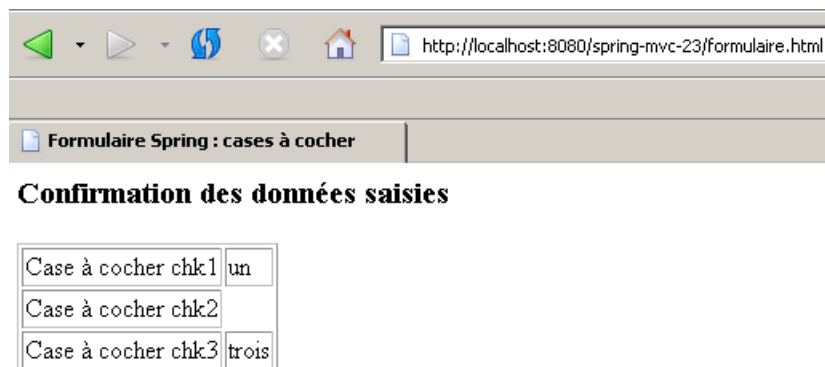 http://localhost:8080/spring-mvc-23/formulaire.html
Formulaire Spring : cases à cocher
Confirmation des données saisies
Case à cocher chk1 un
Case à cocher chk2
Case à cocher chk3 trois